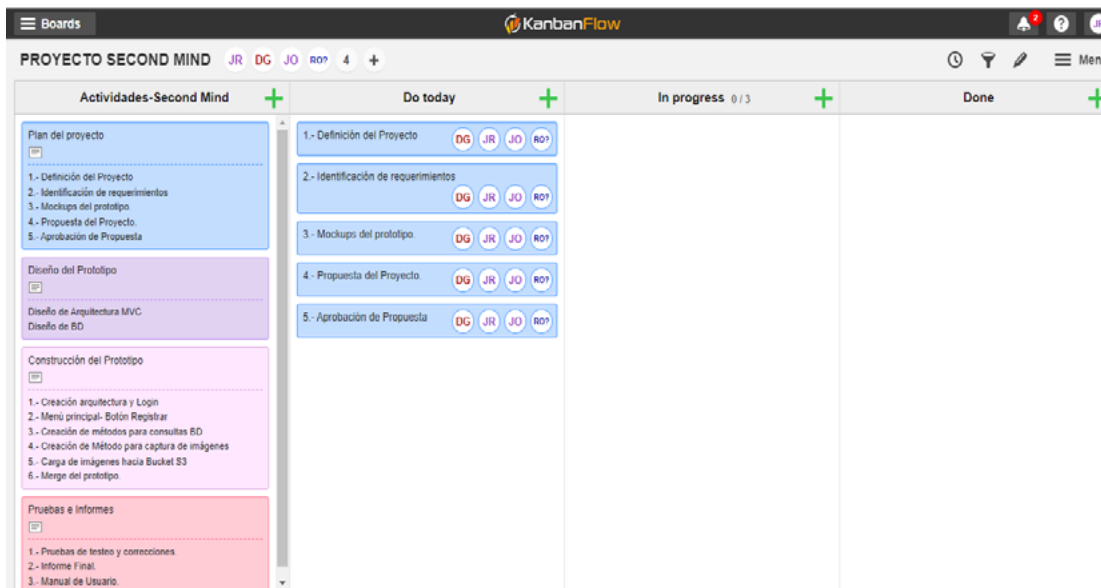 Boards
KanbanFlow
2
?
PROYECTO SECOND MIND
JR DG JO RO? 4 +
Men
Actividades-Second Mind
Do today
In progress 0 / 3
Done
Plan del proyecto
1.- Definición del Proyecto
2.- Identificación de requerimientos
3.- Mockups del prototipo.
4.- Propuesta del Proyecto.
5.- Aprobación de Propuesta
Diseño del Prototipo
Diseño de Arquitectura MVC
Diseño de BD
Construcción del Prototipo
1.- Creación arquitectura y Login
2.- Menú principal- Botón Registrar
3.- Creación de métodos para consultas BD
4.- Creación de Método para captura de imágenes
5.- Carga de imágenes hacia Bucket S3
6.- Merge del prototipo.
Pruebas e Informes
1.- Pruebas de testeo y correcciones.
2.- Informe Final.
3.- Manual de Usuario.
1.- Definición del Proyecto
DG JR JO RO?
2.- Identificación de requerimientos
DG JR JO RO?
3.- Mockups del prototipo.
DG JR JO RO?
4.- Propuesta del Proyecto.
DG JR JO RO?
5.- Aprobación de Propuesta
DG JR JO RO?